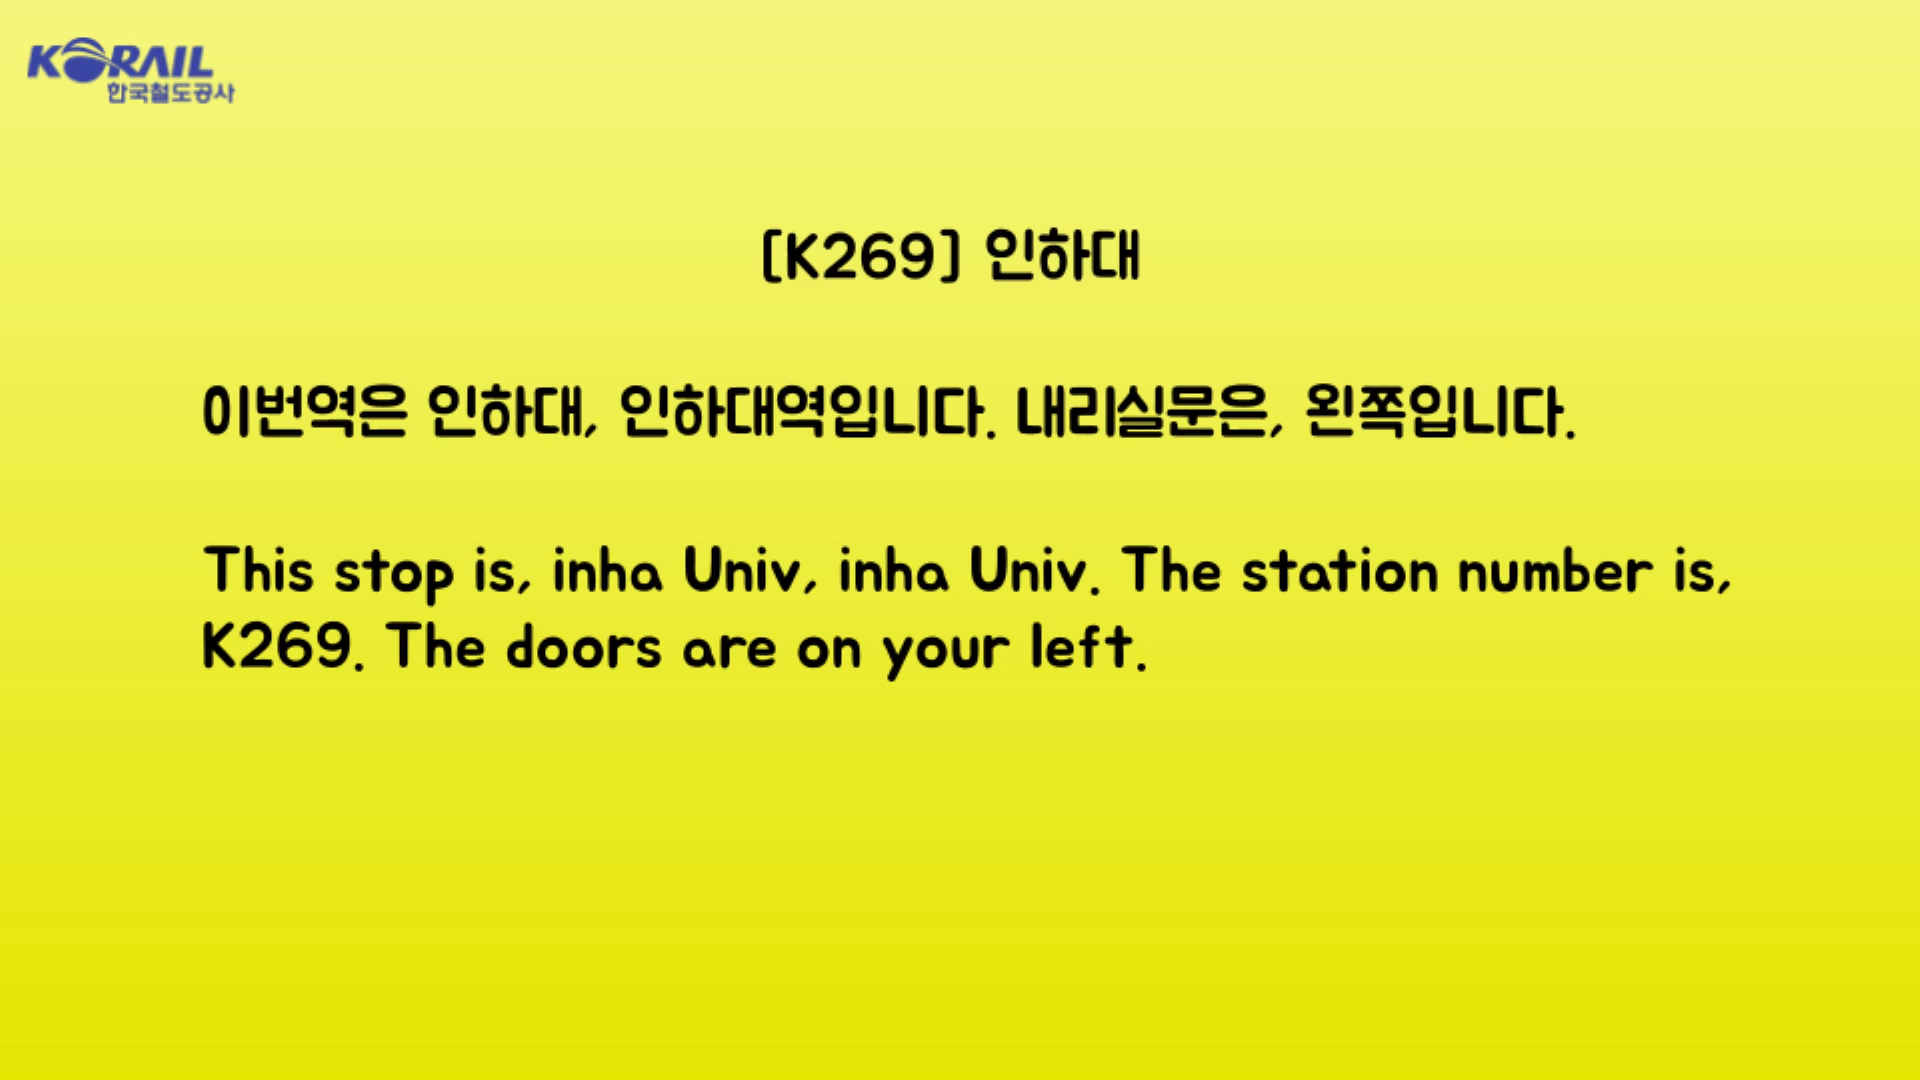 KORAIL
한국철도공사
[K269] 인하대
이번역은 인하대, 인하대역입니다. 내리실문은, 왼쪽입니다.
This stop is, inha Univ, inha Univ. The station number is,
K269. The doors are on your left.